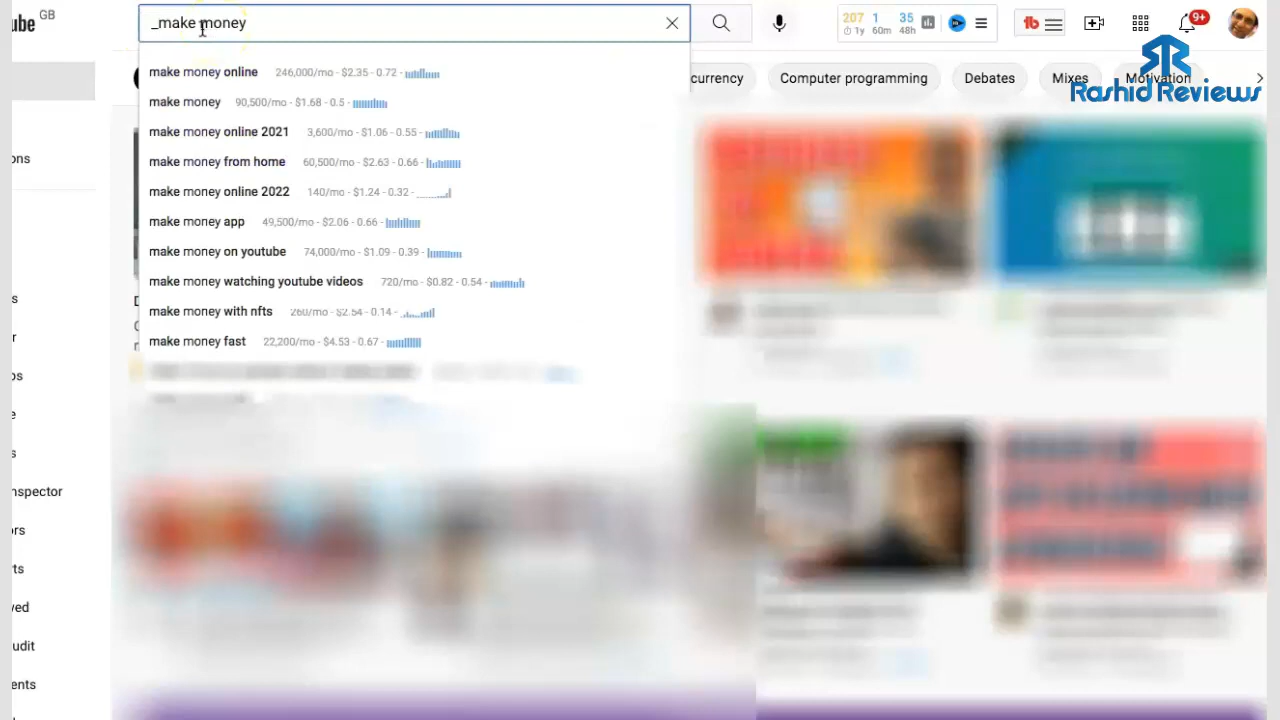 ube GB
_make money
207 1 35
1y 60m 48h
tb
9+
Rashid Reviews
currency
Computer programming
Debates
Mixes
Motivation
make money online 246,000/mo - $2.35 - 0.72 -
make money 90,500/mo - $1.68 - 0.5 -
make money online 2021 3,600/mo - $1.06 - 0.55 -
make money from home 60,500/mo - $2.63 - 0.66 -
make money online 2022 140/mo - $1.24 - 0.32 -
make money app 49,500/mo - $2.06 - 0.66 -
make money on youtube 74,000/mo - $1.09 - 0.39 -
make money watching youtube videos 720/mo - $0.82 - 0.54 -
make money with nfts 260/mo - $2.54 - 0.14 -
make money fast 22,200/mo - $4.53 - 0.67 -
ons
s
r
os
e
s
nspector
ors
rts
ved
udit
ents